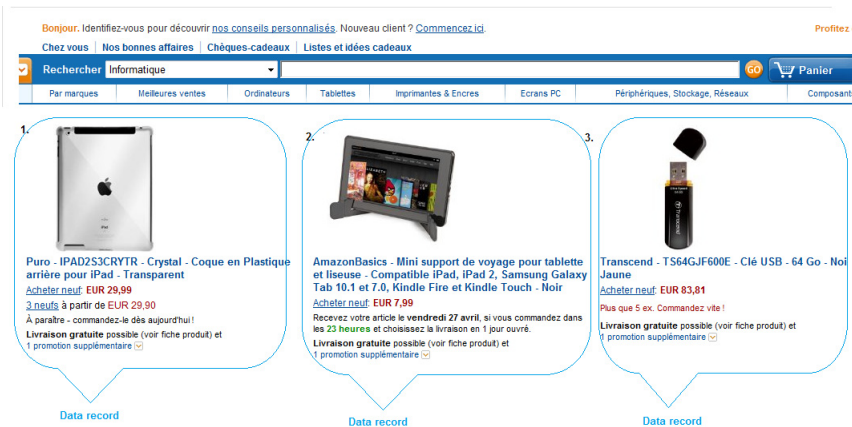 Bonjour. Identifiez-vous pour découvrir nos conseils personnalisés. Nouveau client ? Commencez ici.
Profitez
Chez vous | Nos bonnes affaires | Chèques-cadeaux | Listes et idées cadeaux
Rechercher Informatique GO Panier
Par marques Meilleures ventes Ordinateurs Tablettes Imprimantes & Encres Ecrans PC Périphériques, Stockage, Réseaux Composants
1.
Puro - IPAD2S3CRYTR - Crystal - Coque en Plastique
arrière pour iPad - Transparent
Acheter neuf: EUR 29,99
3 neufs à partir de EUR 29,90
À paraître - commandez-le dès aujourd'hui !
Livraison gratuite possible (voir fiche produit) et
1 promotion supplémentaire
Data record
2.
AmazonBasics - Mini support de voyage pour tablette
et liseuse - Compatible iPad, iPad 2, Samsung Galaxy
Tab 10.1 et 7.0, Kindle Fire et Kindle Touch - Noir
Acheter neuf: EUR 7,99
Recevez votre article le vendredi 27 avril, si vous commandez dans
les 23 heures et choisissez la livraison en 1 jour ouvré.
Livraison gratuite possible (voir fiche produit) et
1 promotion supplémentaire
Data record
3.
Transcend - TS64GJF600E - Clé USB - 64 Go - Noi
Jaune
Acheter neuf: EUR 83,81
Plus que 5 ex. Commandez vite !
Livraison gratuite possible (voir fiche produit) et
1 promotion supplémentaire
Data record